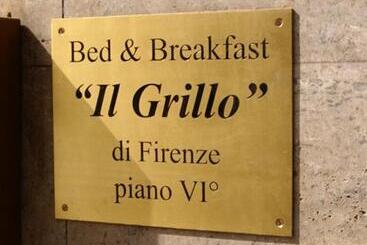 Bed & Breakfast
“Il Grillo”
di Firenze
piano VI°